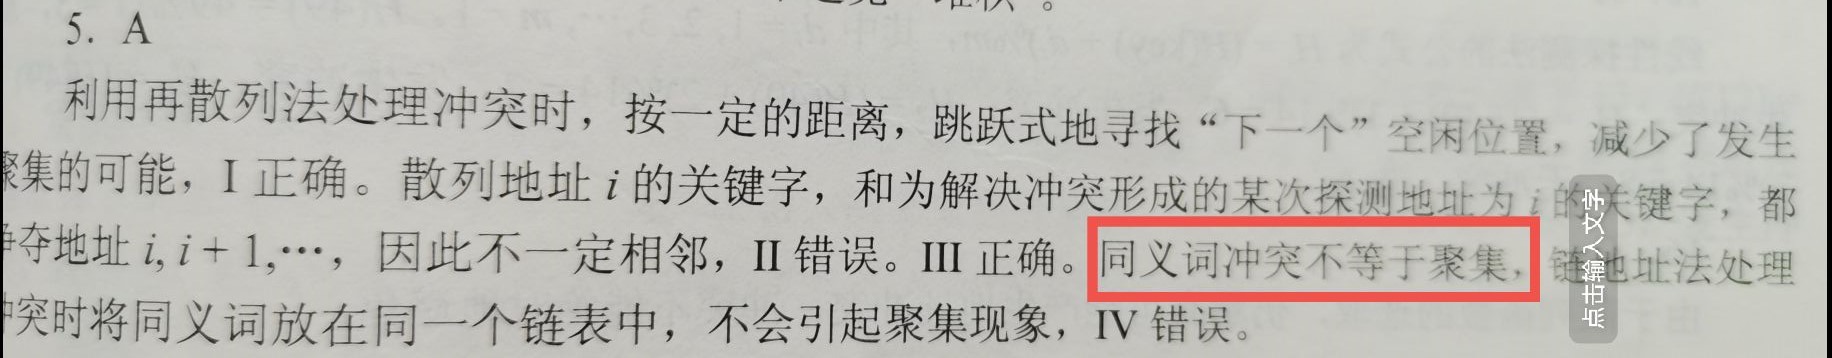 5. A
利用再散列法处理冲突时，按一定的距离，跳跃式地寻找“下一个”空闲位置，减少了发生
聚集的可能，I 正确。散列地址 i 的关键字，和为解决冲突形成的某次探测地址为 i 的关键字，都
争夺地址 i, i + 1,…，因此不一定相邻，II 错误。III 正确。同义词冲突不等于聚集，链地址法处理
冲突时将同义词放在同一个链表中，不会引起聚集现象，IV 错误。
点击输入文字